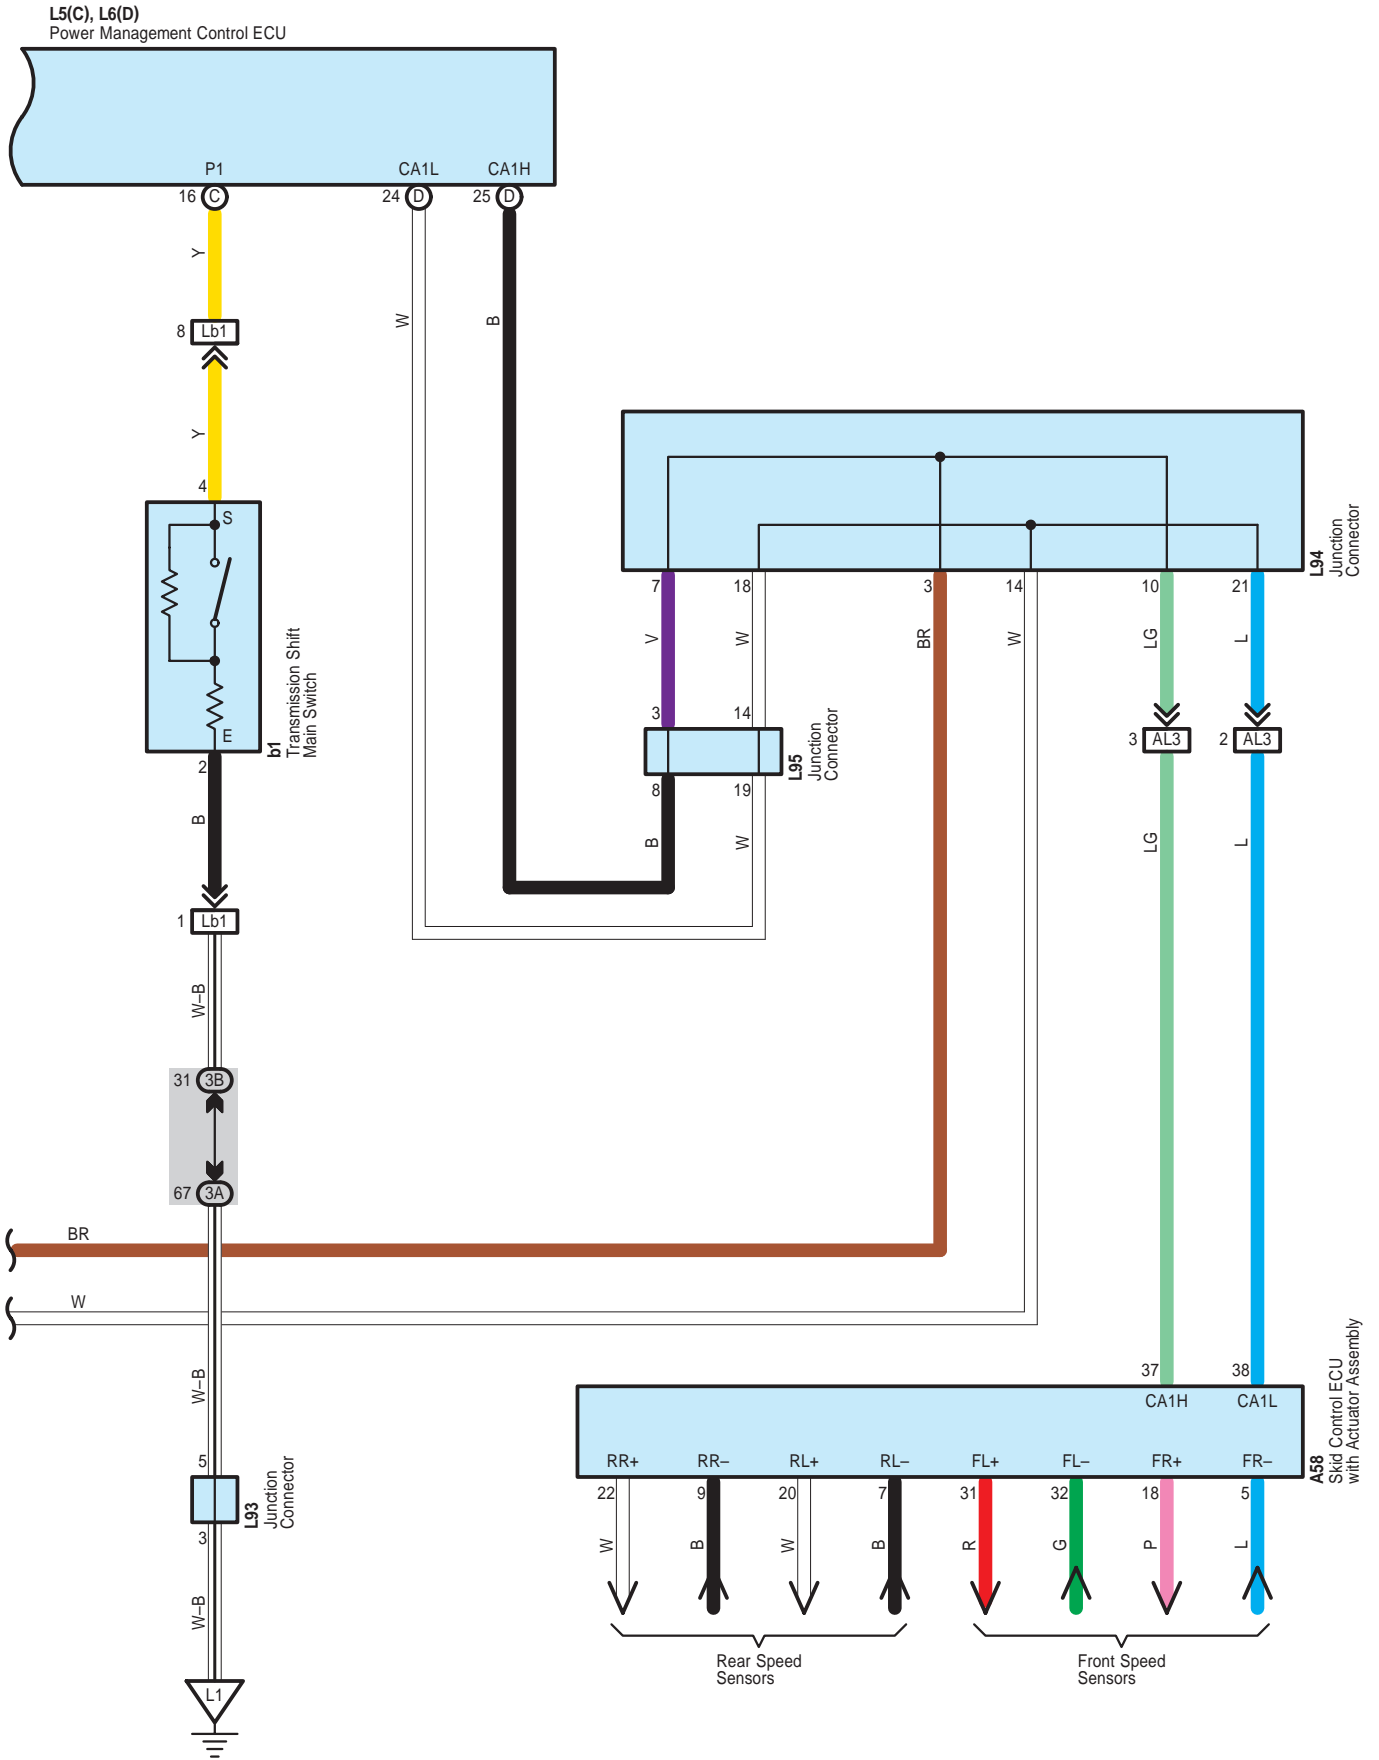 L5(C), L6(D)
Power Management Control ECU
P1
CA1L
CA1H
16
C
24
D
25
D
Y
W
B
8
Lb1
Y
4
S
E
b1
Transmission Shift
Main Switch
2
B
1
Lb1
W–B
31
3B
67
3A
L94
Junction
Connector
7
18
3
14
10
21
V
W
BR
W
LG
L
3
14
L95
Junction
Connector
8
19
B
W
3
AL3
2
AL3
LG
L
BR
W
W–B
5
L93
Junction
Connector
3
W–B
L1
37
38
CA1H
CA1L
A58
Skid Control ECU
with Actuator Assembly
RR+
RR–
RL+
RL–
FL+
FL–
FR+
FR–
22
9
20
7
31
32
18
5
W
B
W
B
R
G
P
L
Rear Speed
Sensors
Front Speed
Sensors